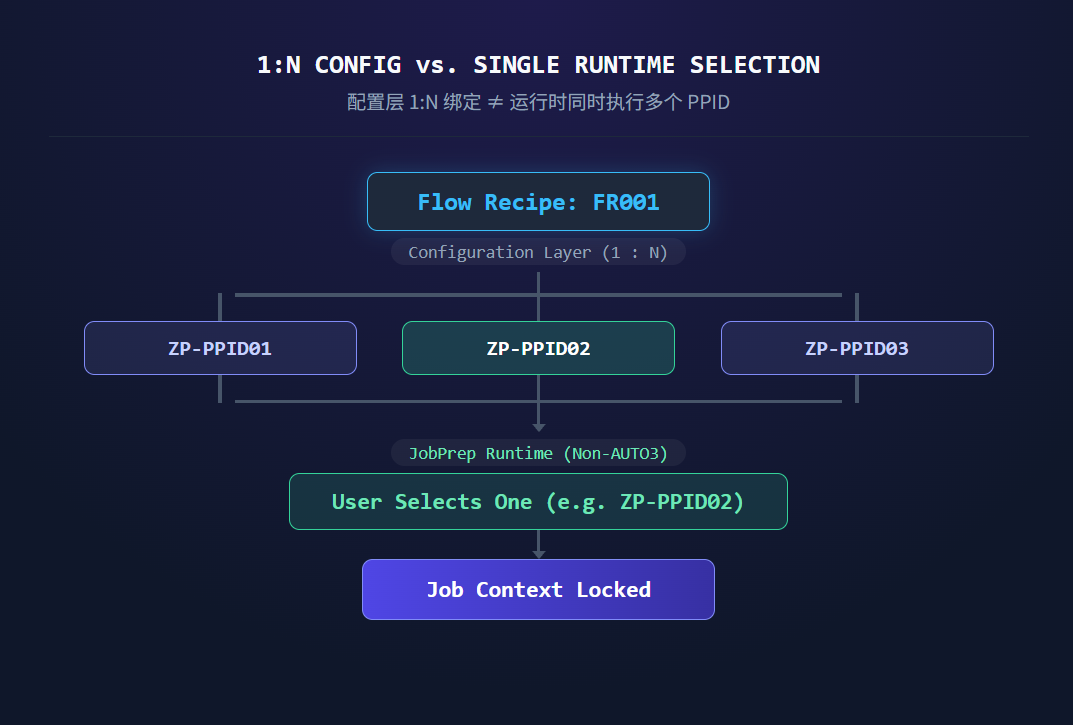 1:N CONFIG vs. SINGLE RUNTIME SELECTION
配置层 1:N 绑定 ≠ 运行时同时执行多个 PPID
Flow Recipe: FR001
Configuration Layer (1 : N)
ZP-PPID01
ZP-PPID02
ZP-PPID03
JobPrep Runtime (Non-AUTO3)
User Selects One (e.g. ZP-PPID02)
Job Context Locked